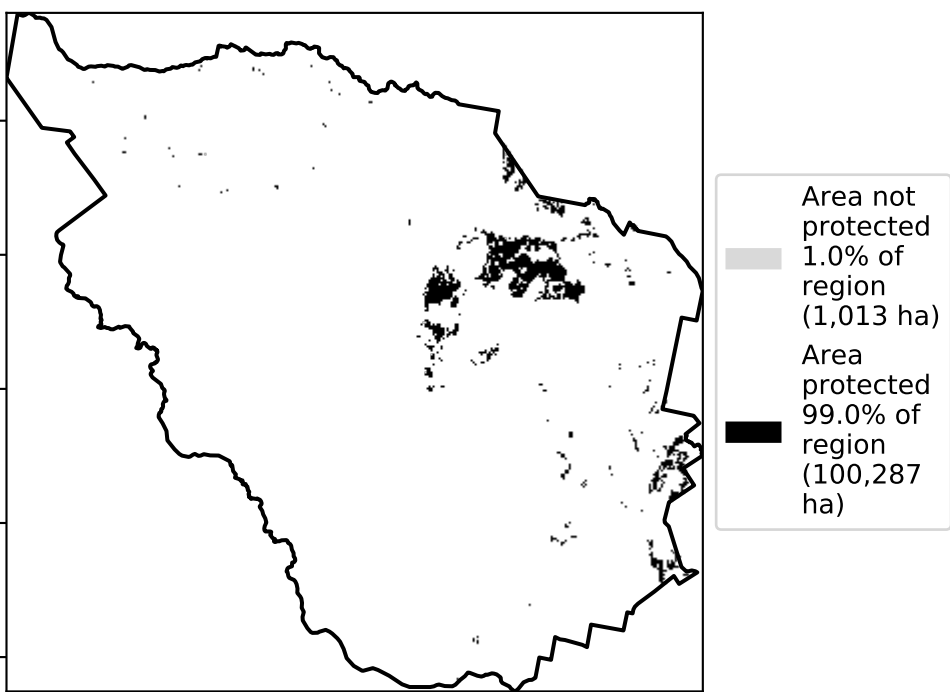 Area not
protected
1.0% of
region
(1,013 ha)
Area
protected
99.0% of
region
(100,287
ha)